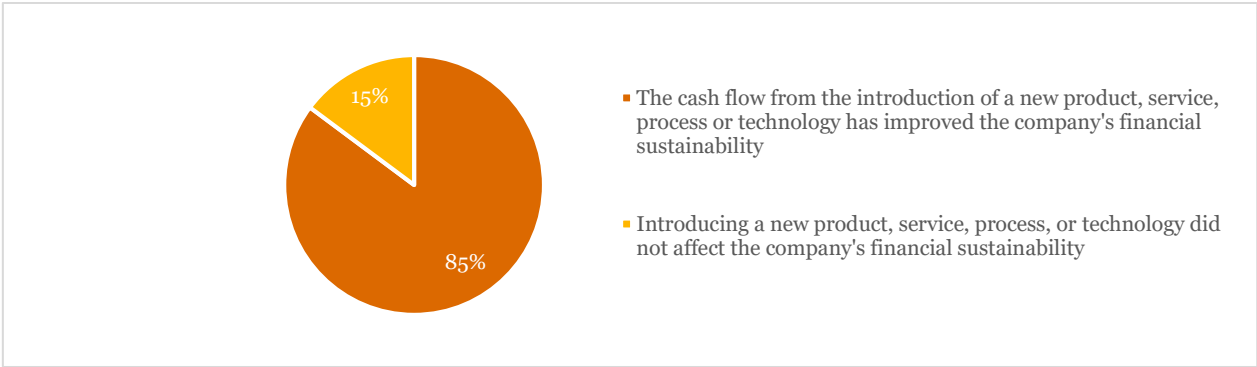 15%
85%
The cash flow from the introduction of a new product, service,
process or technology has improved the company's financial
sustainability
Introducing a new product, service, process, or technology did
not affect the company's financial sustainability